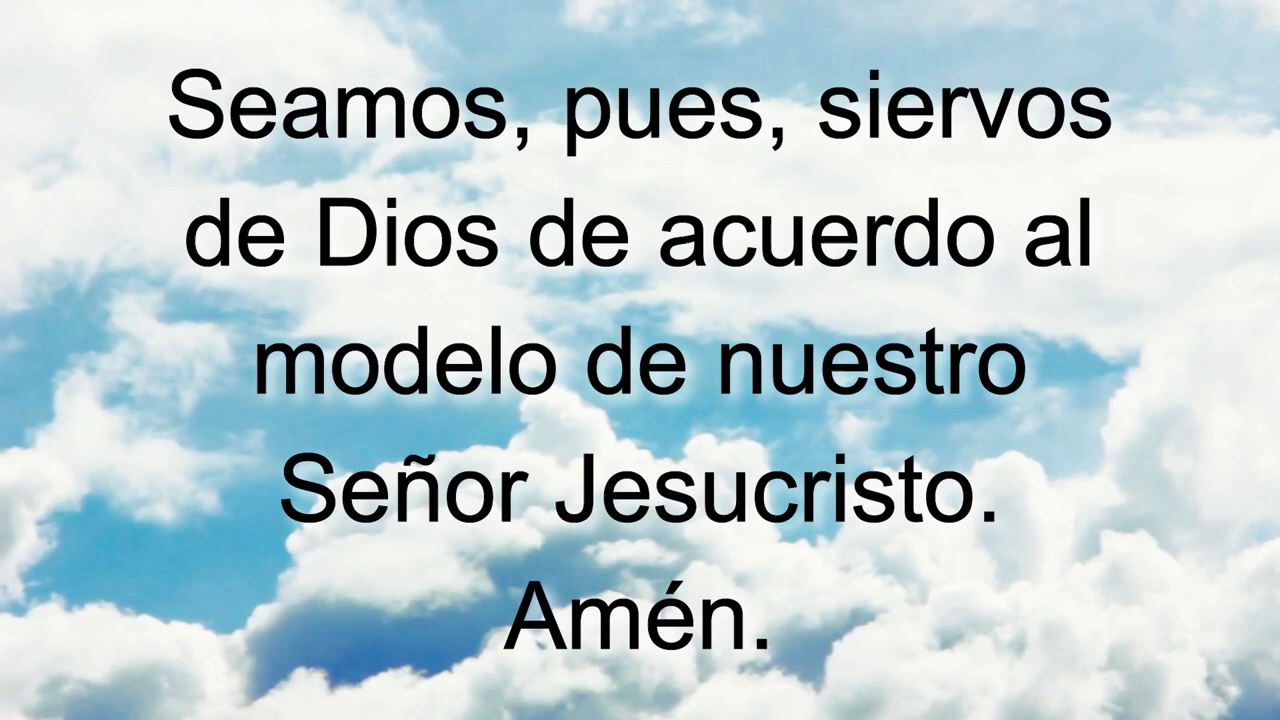 Seamos, pues, siervos
de Dios de acuerdo al
modelo de nuestro
Señor Jesucristo.
Amén.